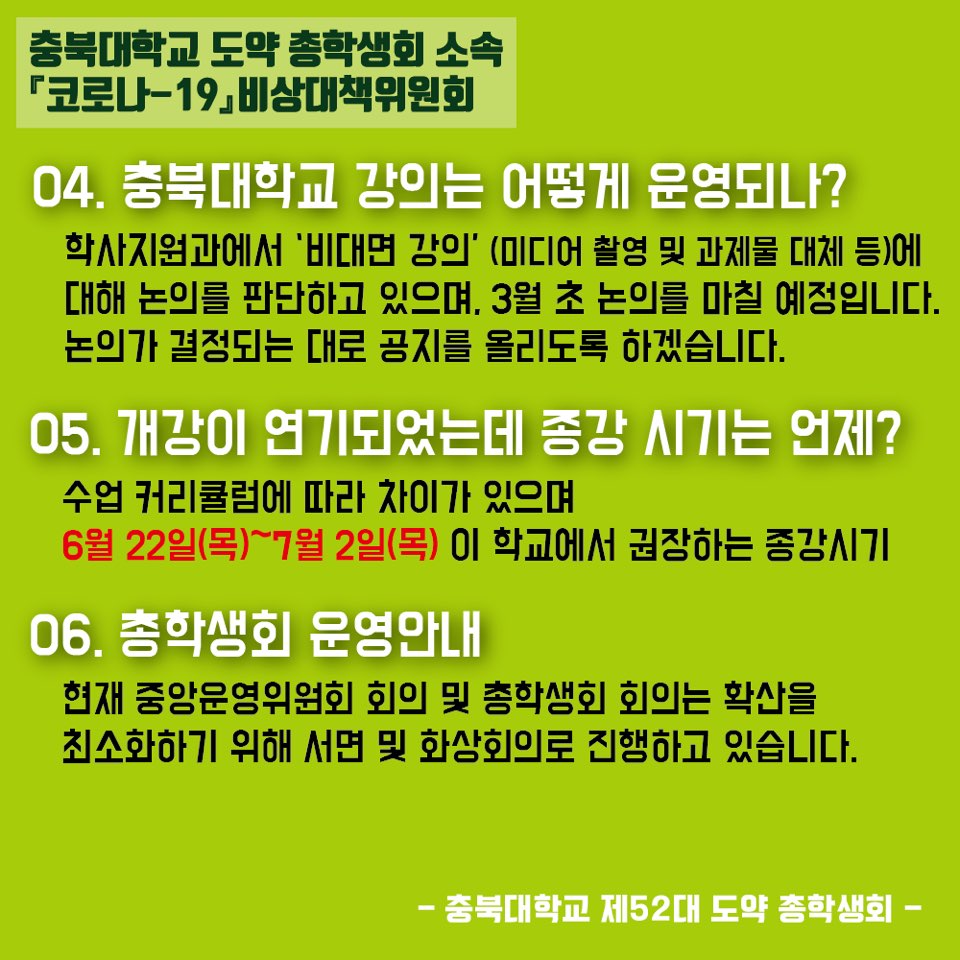 충북대학교 도약 총학생회 소속
『코로나-19』비상대책위원회
04. 충북대학교 강의는 어떻게 운영되나?
학사지원과에서 '비대면 강의' (미디어 촬영 및 과제물 대체 등)에
대해 논의를 판단하고 있으며, 3월 초 논의를 마칠 예정입니다.
논의가 결정되는 대로 공지를 올리도록 하겠습니다.
05. 개강이 연기되었는데 종강 시기는 언제?
수업 커리큘럼에 따라 차이가 있으며
6월 22일(목)~7월 2일(목) 이 학교에서 권장하는 종강시기
06. 총학생회 운영안내
현재 중앙운영위원회 회의 및 총학생회 회의는 확산을
최소화하기 위해 서면 및 화상회의로 진행하고 있습니다.
- 충북대학교 제52대 도약 총학생회 -